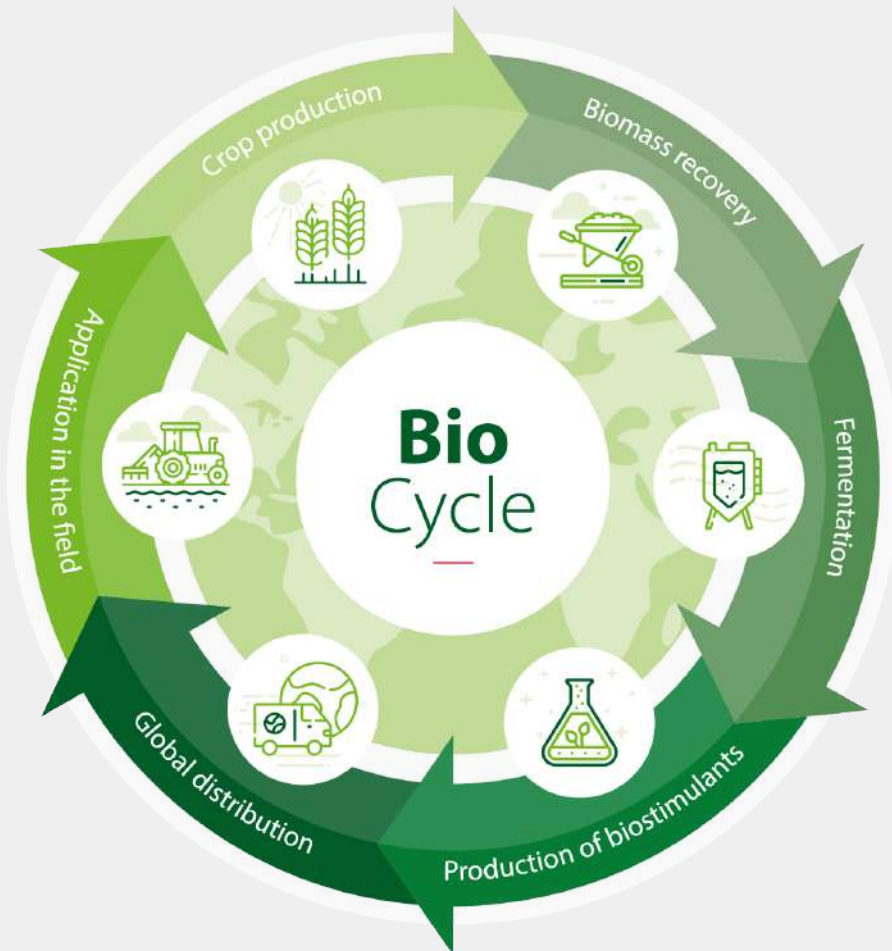 Bio
Cycle
Crop production
Biomass recovery
Fermentation
Production of biostimulants
Global distribution
Application in the field